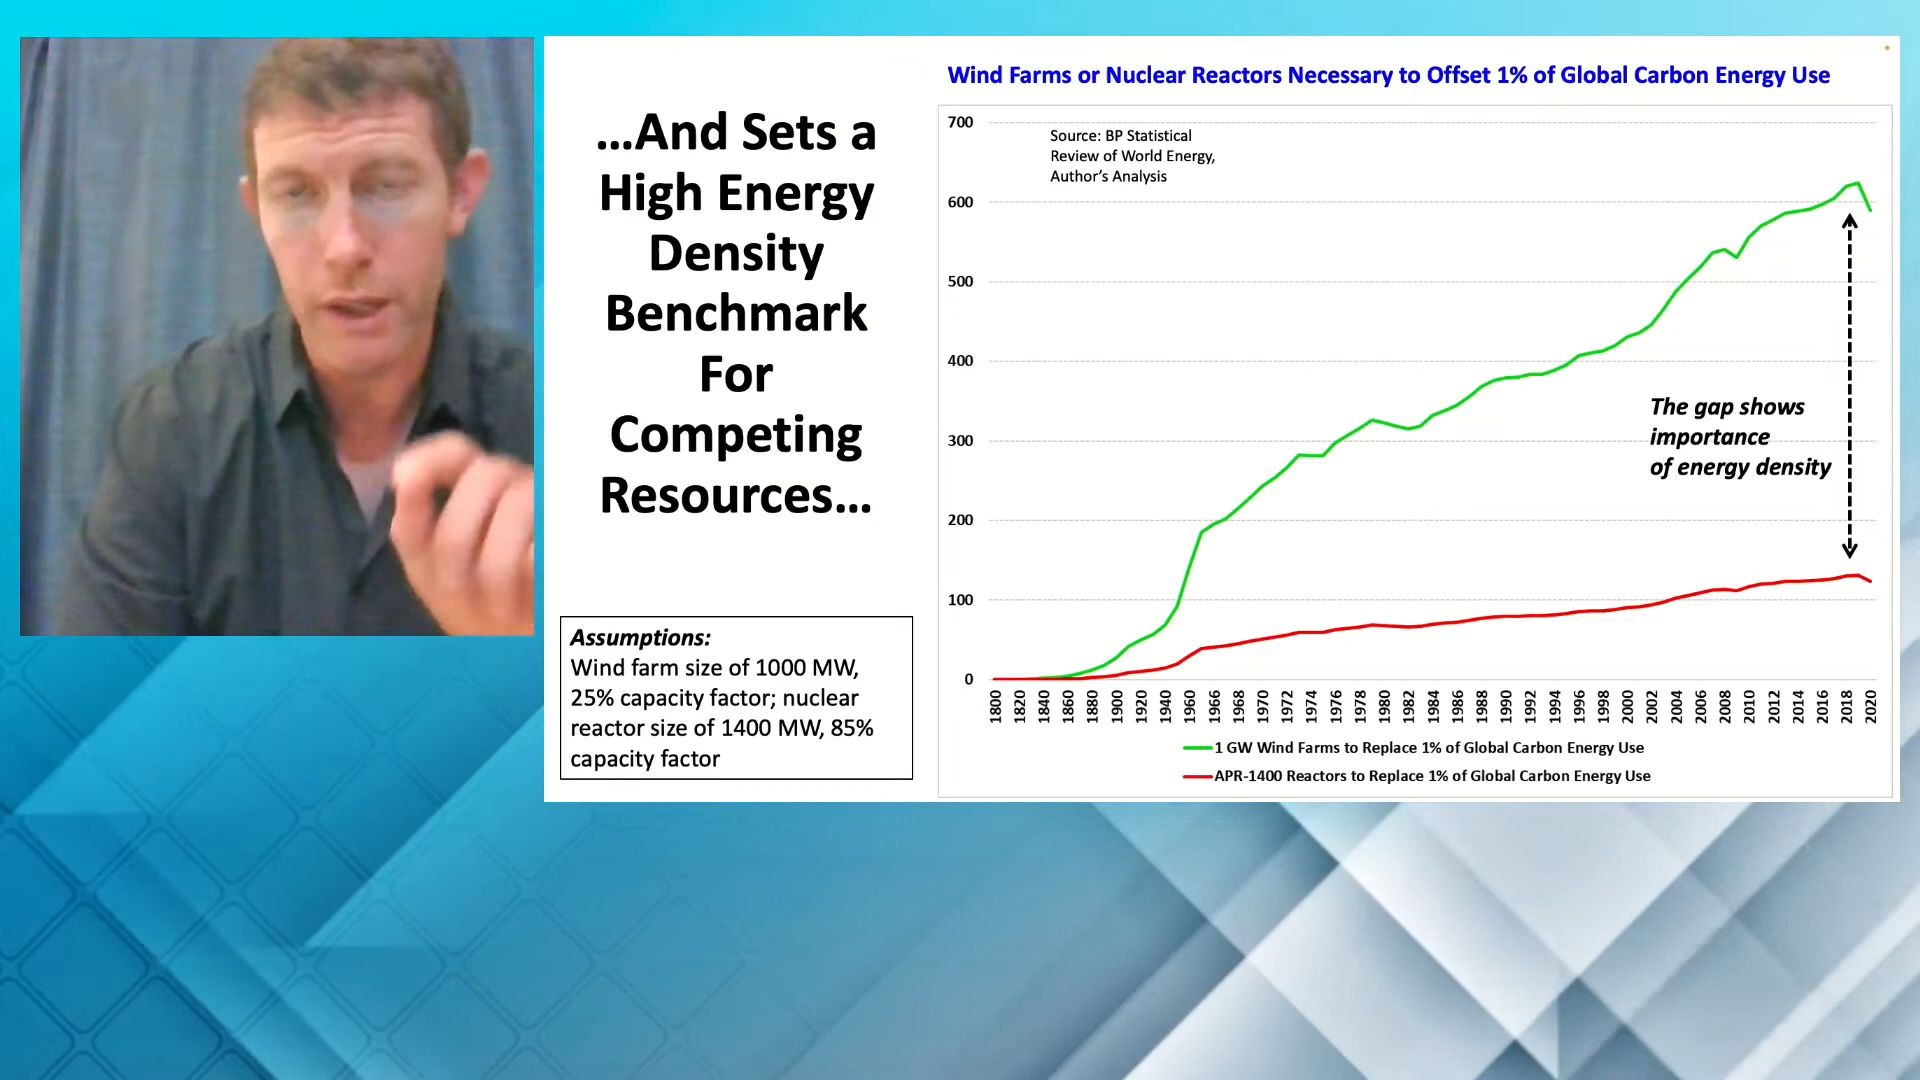 …And Sets a
High Energy
Density
Benchmark
For
Competing
Resources…
Assumptions:
Wind farm size of 1000 MW,
25% capacity factor; nuclear
reactor size of 1400 MW, 85%
capacity factor
Wind Farms or Nuclear Reactors Necessary to Offset 1% of Global Carbon Energy Use
Source: BP Statistical
Review of World Energy,
Author's Analysis
700
600
500
400
300
200
100
0
The gap shows
importance
of energy density
1800 1820 1840 1860 1880 1900 1920 1940 1960 1966 1968 1970 1972 1974 1976 1978 1980 1982 1984 1986 1988 1990 1992 1994 1996 1998 2000 2002 2004 2006 2008 2010 2012 2014 2016 2018 2020
1 GW Wind Farms to Replace 1% of Global Carbon Energy Use
APR-1400 Reactors to Replace 1% of Global Carbon Energy Use